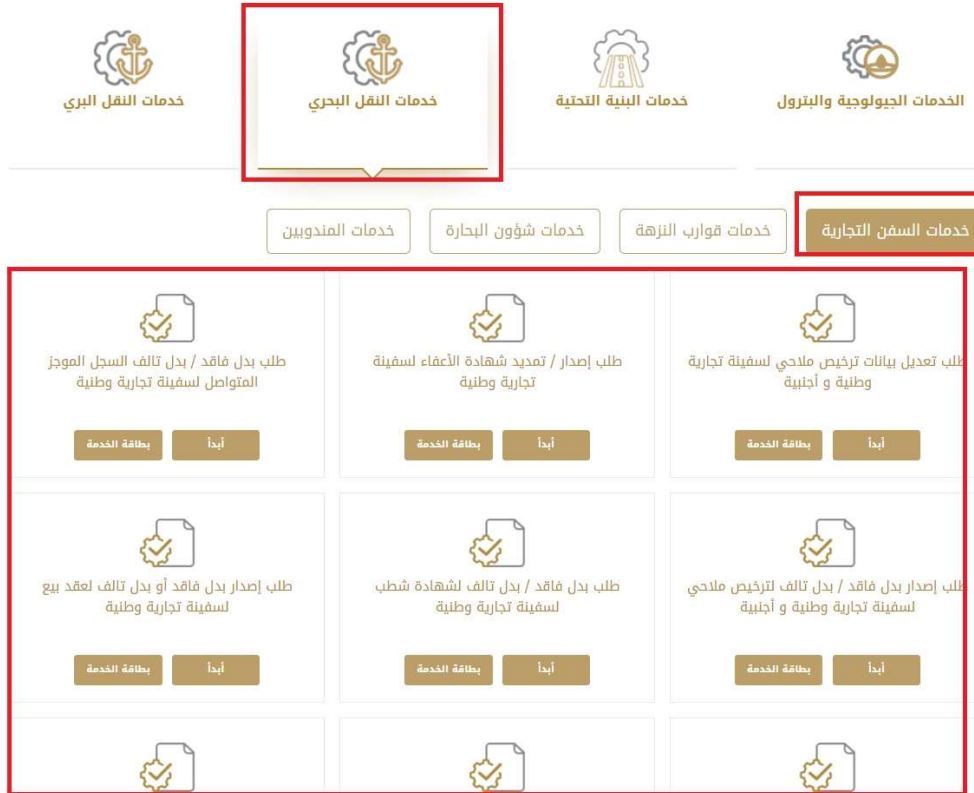 الخدمات الجيولوجية والبترول
خدمات البنية التحتية
خدمات النقل البحري
خدمات النقل البري
خدمات السفن التجارية
خدمات قوارب النزهة
خدمات شؤون البحارة
خدمات المندوبين
طلب تعديل بيانات ترخيص ملاحي لسفينة تجارية
وطنية و أجنبية
أبدأ
بطاقة الخدمة
طلب إصدار / تمديد شهادة الأعفاء لسفينة
تجارية وطنية
أبدأ
بطاقة الخدمة
طلب بدل فاقد / بدل تالف السجل الموجز
المتواصل لسفينة تجارية وطنية
أبدأ
بطاقة الخدمة
طلب إصدار بدل فاقد / بدل تالف لترخيص ملاحي
لسفينة تجارية وطنية و أجنبية
أبدأ
بطاقة الخدمة
طلب بدل فاقد / بدل تالف لشهادة شطب
لسفينة تجارية وطنية
أبدأ
بطاقة الخدمة
طلب إصدار بدل فاقد أو بدل تالف لعقد بيع
لسفينة تجارية وطنية
أبدأ
بطاقة الخدمة